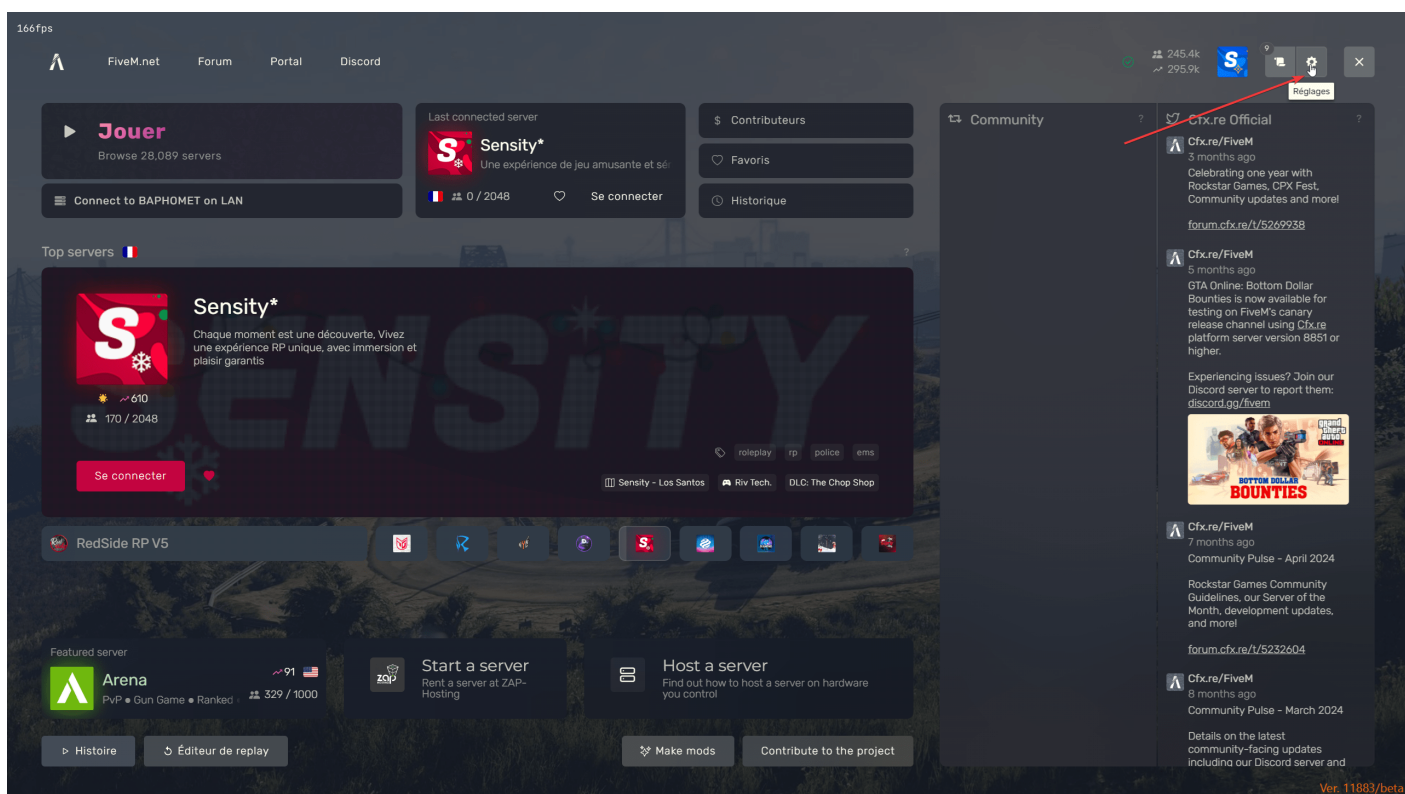 166fps
FiveM.net
Forum
Portal
Discord
245.4k
295.9k
9
Réglages
Jouer
Browse 28,089 servers
Connect to BAPHOMET on LAN
Last connected server
Sensity*
Une expérience de jeu amusante et sé
0 / 2048
Se connecter
$ Contributeurs
Favoris
Historique
Top servers
?
Sensity*
Chaque moment est une découverte, Vivez
une expérience RP unique, avec immersion et
plaisir garantis
610
170 / 2048
SENSITY
Se connecter
roleplay
rp
police
ems
Sensity - Los Santos
Riv Tech.
DLC: The Chop Shop
RedSide RP V5
Featured server
Arena
PvP ● Gun Game ● Ranked
91
329 / 1000
ZAP
Start a server
Rent a server at ZAP-
Hosting
Host a server
Find out how to host a server on hardware
you control
Histoire
Éditeur de replay
Make mods
Contribute to the project
Community
?
Cfx.re Official
?
Cfx.re/FiveM
3 months ago
Celebrating one year with
Rockstar Games, CPX Fest,
Community updates and more!
forum.cfx.re/t/5269938
Cfx.re/FiveM
5 months ago
GTA Online: Bottom Dollar
Bounties is now available for
testing on FiveM's canary
release channel using Cfx.re
platform server version 8851 or
higher.
Experiencing issues? Join our
Discord server to report them:
discord.gg/fivem
grand
theft
auto
ONLINE
BOTTOM DOLLAR
BOUNTIES
Cfx.re/FiveM
7 months ago
Community Pulse - April 2024
Rockstar Games Community
Guidelines, our Server of the
Month, development updates,
and more!
forum.cfx.re/t/5232604
Cfx.re/FiveM
8 months ago
Community Pulse - March 2024
Details on the latest
community-facing updates
including our Discord server and
Ver. 11883/beta